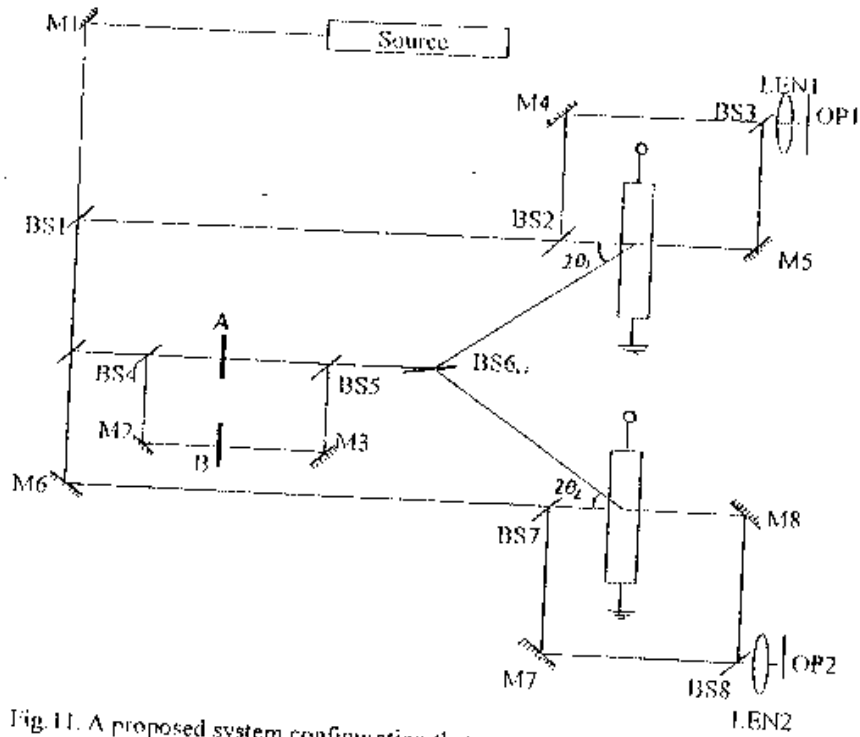 M1
Source
LEN1
M4
BS3
OP1
BS1
BS2
2θ₁
M5
A
BS4
BS5
BS6
M2
B
M3
M6
2θ₂
M8
BS7
M7
BS8
OP2
LEN2
Fig.11. A proposed system configuration